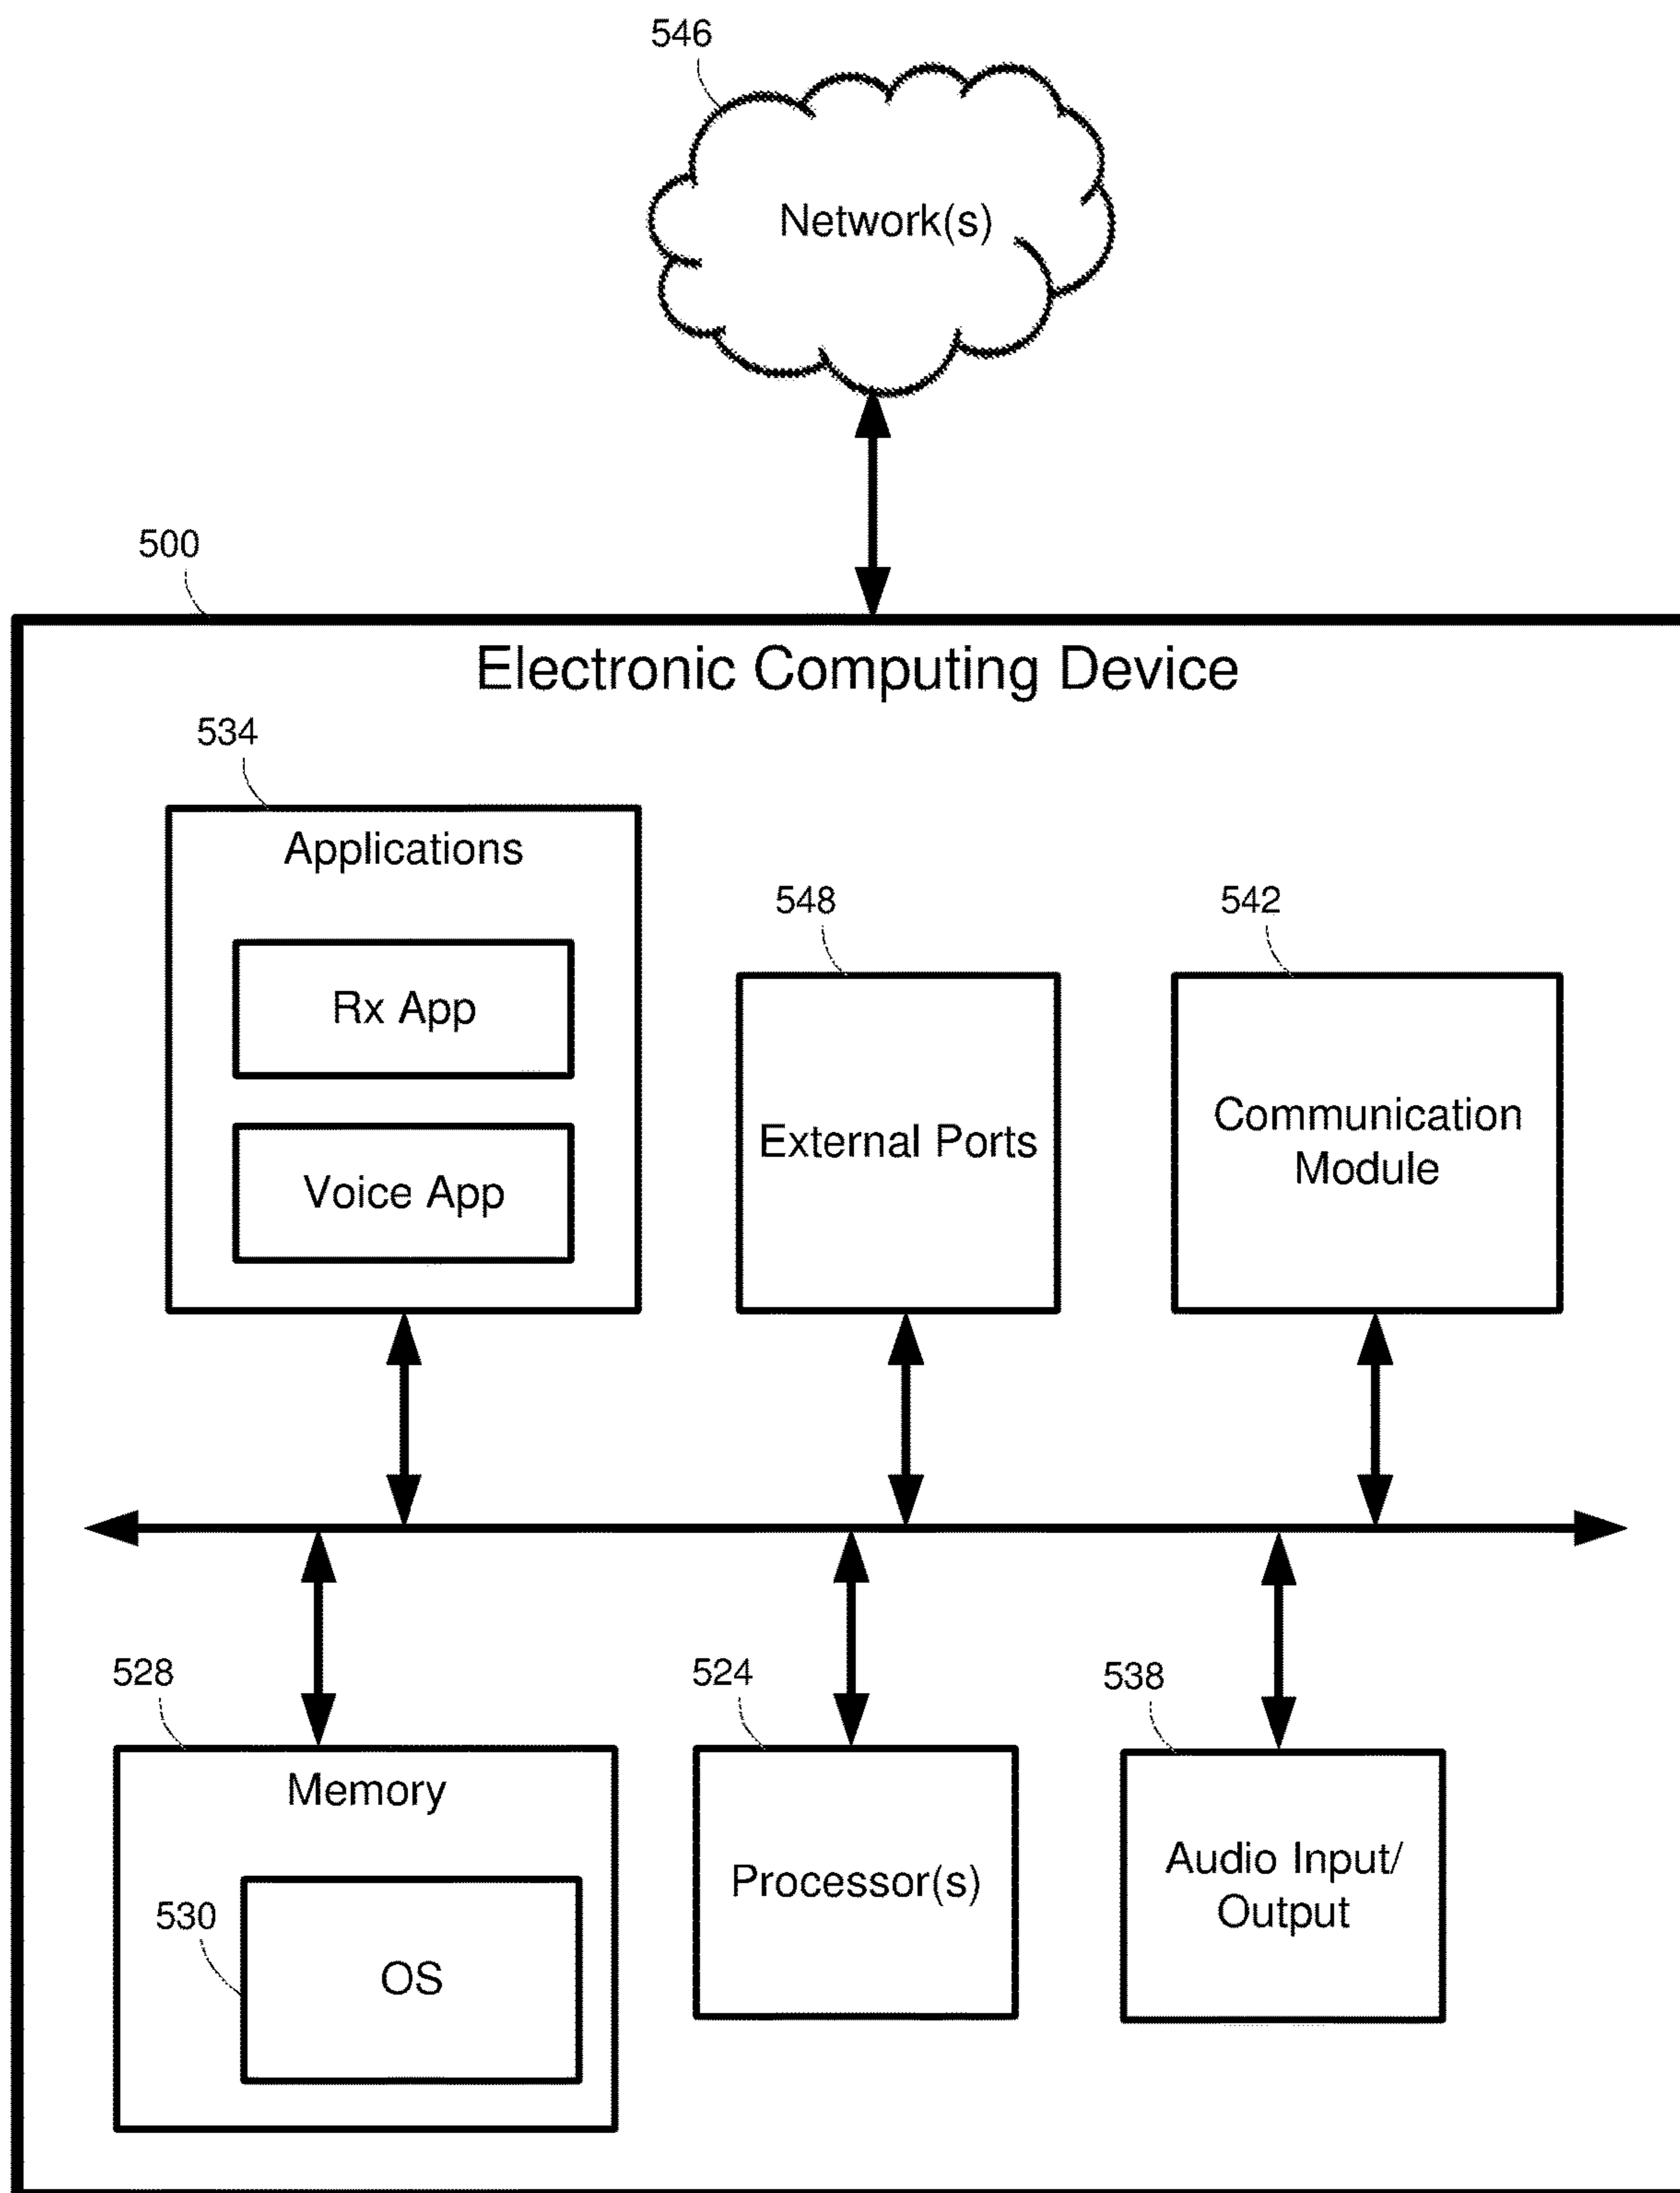 546
Network(s)
500
Electronic Computing Device
534
Applications
548
542
Rx App
External Ports
Communication
Module
Voice App
528
524
538
Memory
Processor(s)
Audio Input/
Output
530
OS